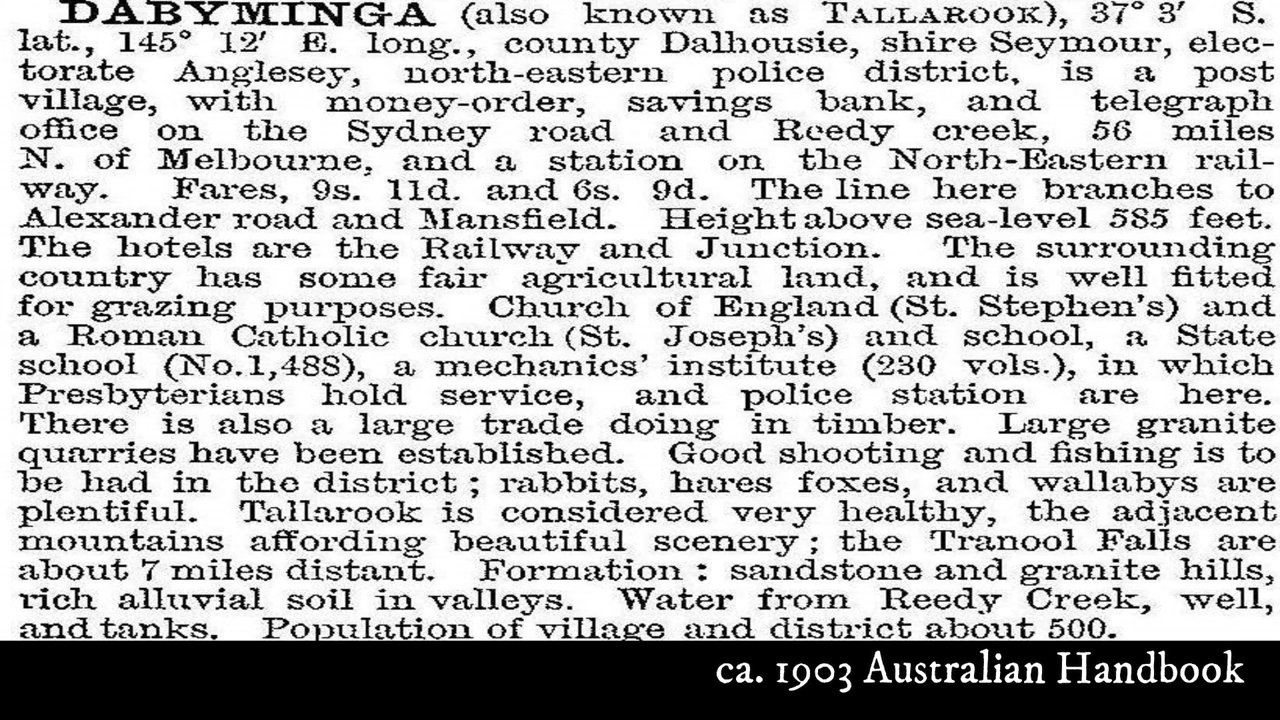 DABYMINGA (also known as TALLAROOK), 37° 3′ S.
lat., 145° 12′ E. long., county Dalhousie, shire Seymour, elec-
torate Anglesey, north-eastern police district, is a post
village, with money-order, savings bank, and telegraph
office on the Sydney road and Reedy creek, 56 miles
N. of Melbourne, and a station on the North-Eastern rail-
way. Fares, 9s. 11d. and 6s. 9d. The line here branches to
Alexander road and Mansfield. Height above sea-level 585 feet.
The hotels are the Railway and Junction. The surrounding
country has some fair agricultural land, and is well fitted
for grazing purposes. Church of England (St. Stephen's) and
a Roman Catholic church (St. Joseph's) and school, a State
school (No.1,488), a mechanics' institute (230 vols.), in which
Presbyterians hold service, and police station are here.
There is also a large trade doing in timber. Large granite
quarries have been established. Good shooting and fishing is to
be had in the district; rabbits, hares foxes, and wallabys are
plentiful. Tallarook is considered very healthy, the adjacent
mountains affording beautiful scenery; the Tranool Falls are
about 7 miles distant. Formation: sandstone and granite hills,
rich alluvial soil in valleys. Water from Reedy Creek, well,
and tanks. Population of village and district about 500.
ca. 1903 Australian Handbook